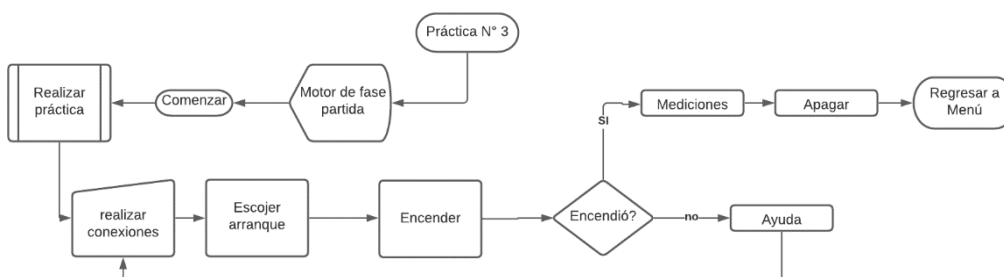 Práctica N° 3
Motor de fase
partida
Comenzar
Realizar
práctica
realizar
conexiones
Escojer
arranque
Encender
Encendió?
SI
Mediciones
Apagar
Regresar a
Menú
no
Ayuda